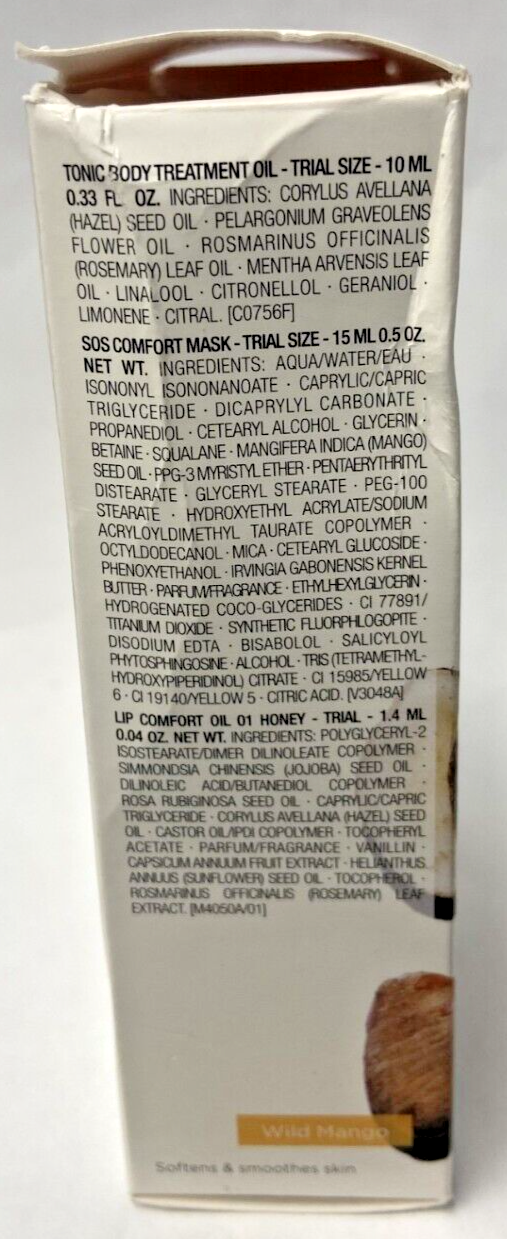 TONIC BODY TREATMENT OIL - TRIAL SIZE - 10 ML
0.33 FL OZ. INGREDIENTS: CORYLUS AVELLANA
(HAZEL) SEED OIL · PELARGONIUM GRAVEOLENS
FLOWER OIL · ROSMARINUS OFFICINALIS
(ROSEMARY) LEAF OIL · MENTHA ARVENSIS LEAF
OIL · LINALOOL · CITRONELLOL · GERANIOL ·
LIMONENE · CITRAL. [C0756F]
SOS COMFORT MASK - TRIAL SIZE - 15 ML 0.5 OZ.
NET WT. INGREDIENTS: AQUA/WATER/EAU ·
ISONONYL ISONONANOATE · CAPRYLIC/CAPRIC
TRIGLYCERIDE · DICAPRYLYL CARBONATE ·
PROPANEDIOL · CETEARYL ALCOHOL · GLYCERIN ·
BETAINE · SQUALANE · MANGIFERA INDICA (MANGO)
SEED OIL · PPG-3 MYRISTYL ETHER · PENTAERYTHRITYL
DISTEARATE · GLYCERYL STEARATE · PEG-100
STEARATE · HYDROXYETHYL ACRYLATE/SODIUM
ACRYLOYLDIMETHYL TAURATE COPOLYMER ·
OCTYLDODECANOL · MICA · CETEARYL GLUCOSIDE ·
PHENOXYETHANOL · IRVINGIA GABONENSIS KERNEL
BUTTER · PARFUM/FRAGRANCE · ETHYLHEXYLGLYCERIN ·
HYDROGENATED COCO-GLYCERIDES · CI 77891/
TITANIUM DIOXIDE · SYNTHETIC FLUORPHLOGOPITE ·
DISODIUM EDTA · BISABOLOL · SALICYLOYL
PHYTOSPHINGOSINE · ALCOHOL · TRIS (TETRAMETHYL-
HYDROXYPIPERIDINOL) CITRATE · CI 15985/YELLOW
6 · CI 19140/YELLOW 5 · CITRIC ACID. [V3048A]
LIP COMFORT OIL 01 HONEY - TRIAL - 1.4 ML
0.04 OZ. NET WT. INGREDIENTS: POLYGLYCERYL-2
ISOSTEARATE/DIMER DILINOLEATE COPOLYMER ·
SIMMONDSIA CHINENSIS (JOJOBA) SEED OIL ·
DILINOLEIC ACID/BUTANEDIOL COPOLYMER ·
ROSA RUBIGINOSA SEED OIL · CAPRYLIC/CAPRIC
TRIGLYCERIDE · CORYLUS AVELLANA (HAZEL) SEED
OIL · CASTOR OIL/IPDI COPOLYMER · TOCOPHERYL
ACETATE · PARFUM/FRAGRANCE · VANILLIN ·
CAPSICUM ANNUUM FRUIT EXTRACT · HELIANTHUS
ANNUUS (SUNFLOWER) SEED OIL · TOCOPHEROL ·
ROSMARINUS OFFICINALIS (ROSEMARY) LEAF
EXTRACT. [M4050A/01]
Wild Mango
Softens & smoothes skin